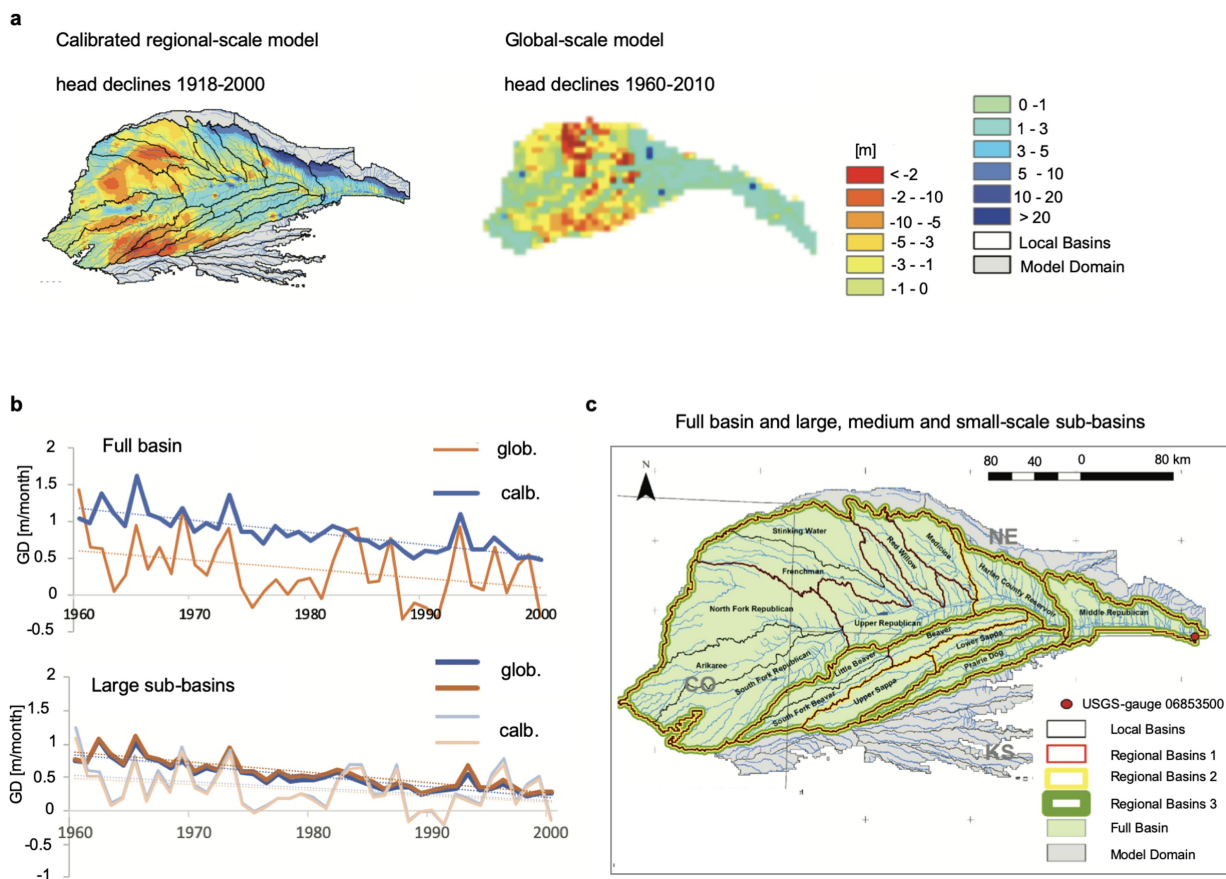 a
Calibrated regional-scale model
head declines 1918-2000
Global-scale model
head declines 1960-2010
[m]
< -2
-2 - -10
-10 - -5
-5 - -3
-3 - -1
-1 - 0
0 - 1
1 - 3
3 - 5
5 - 10
10 - 20
> 20
Local Basins
Model Domain
b
Full basin
glob.
calb.
GD [m/month]
2
1.5
1
0.5
0
-0.5
1960
1970
1980
1990
2000
Large sub-basins
glob.
calb.
GD [m/month]
2
1.5
1
0.5
0
-0.5
-1
1960
1970
1980
1990
2000
c
Full basin and large, medium and small-scale sub-basins
N
80 40 0 80 km
NE
CO
KS
Stinking Water
Red Willow
Medicine
Frenchman
Harlan County Reservoir
North Fork Republican
Middle Republican
Upper Republican
Beaver
Lower Sappa
Little Beaver
Prairie Dog
Arikaree
South Fork Republican
South Fork Beaver
Upper Sappa
USGS-gauge 06853500
Local Basins
Regional Basins 1
Regional Basins 2
Regional Basins 3
Full Basin
Model Domain